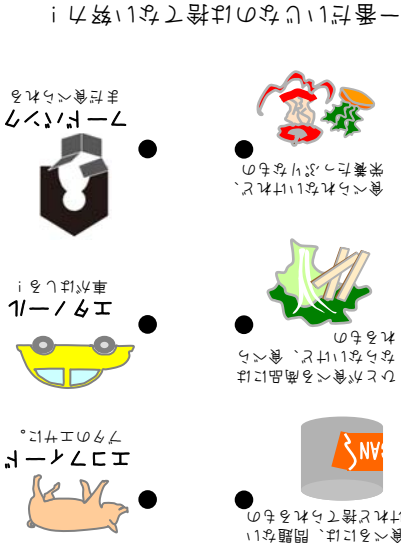 食べるには、問題ない
けれど捨てられるもの
SAN
エコフィード
ブタのエサに。
ひとが食べる商品には
ならないけど、食べら
れるもの
エタノール
車がはしる！
食べられないけれど、
栄養たっぷりなもの
フードバンク
まだ食べられる
一番だいじなのは捨てない努力！